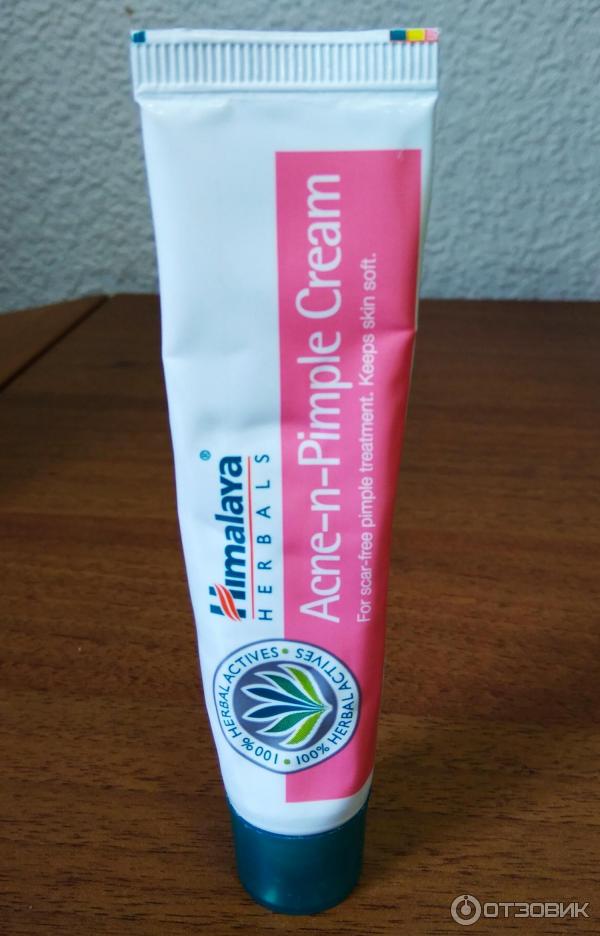 Himalaya®
HERBALS
Acne-n-Pimple Cream
For scar-free pimple treatment. Keeps skin soft.
100% HERBAL ACTIVES • 100% HERBAL ACTIVES •
ОТЗОВИК